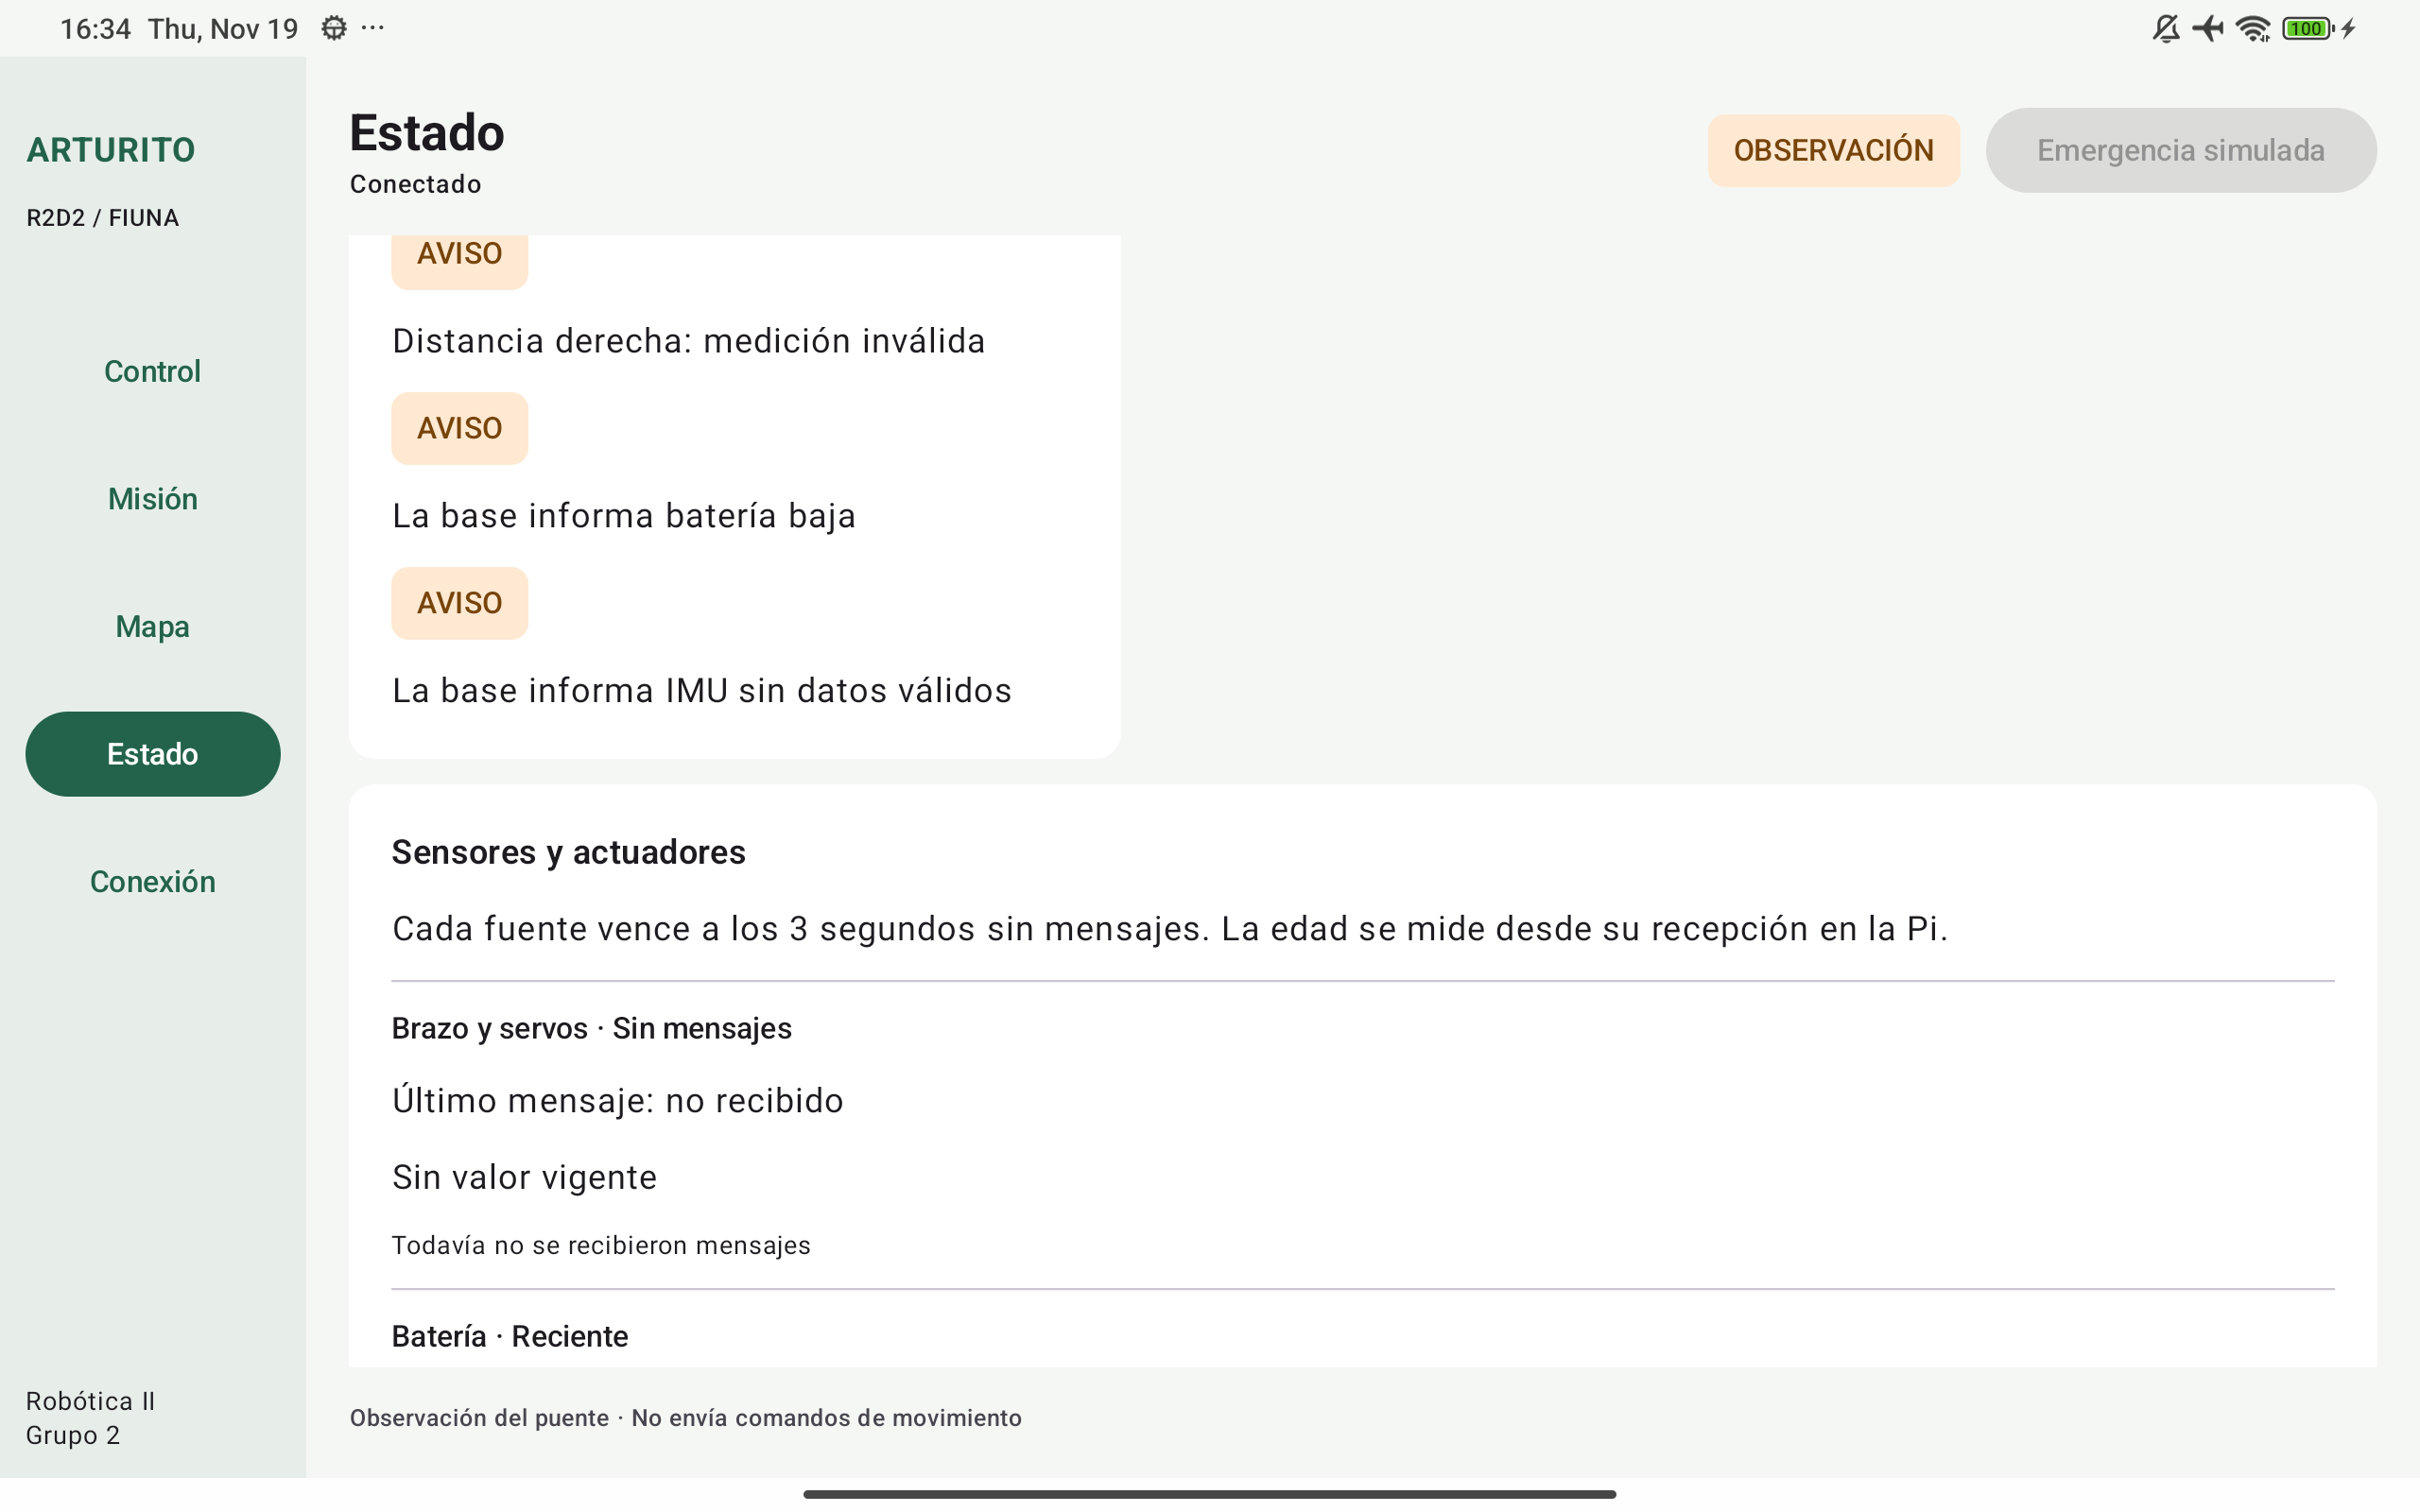 16:34 Thu, Nov 19 ...
100
ARTURITO
R2D2 / FIUNA
Control
Misión
Mapa
Estado
Conexión
Robótica II
Grupo 2
Estado
Conectado
OBSERVACIÓN
Emergencia simulada
AVISO
Distancia derecha: medición inválida
AVISO
La base informa batería baja
AVISO
La base informa IMU sin datos válidos
Sensores y actuadores
Cada fuente vence a los 3 segundos sin mensajes. La edad se mide desde su recepción en la Pi.
Brazo y servos · Sin mensajes
Último mensaje: no recibido
Sin valor vigente
Todavía no se recibieron mensajes
Batería · Reciente
Observación del puente · No envía comandos de movimiento